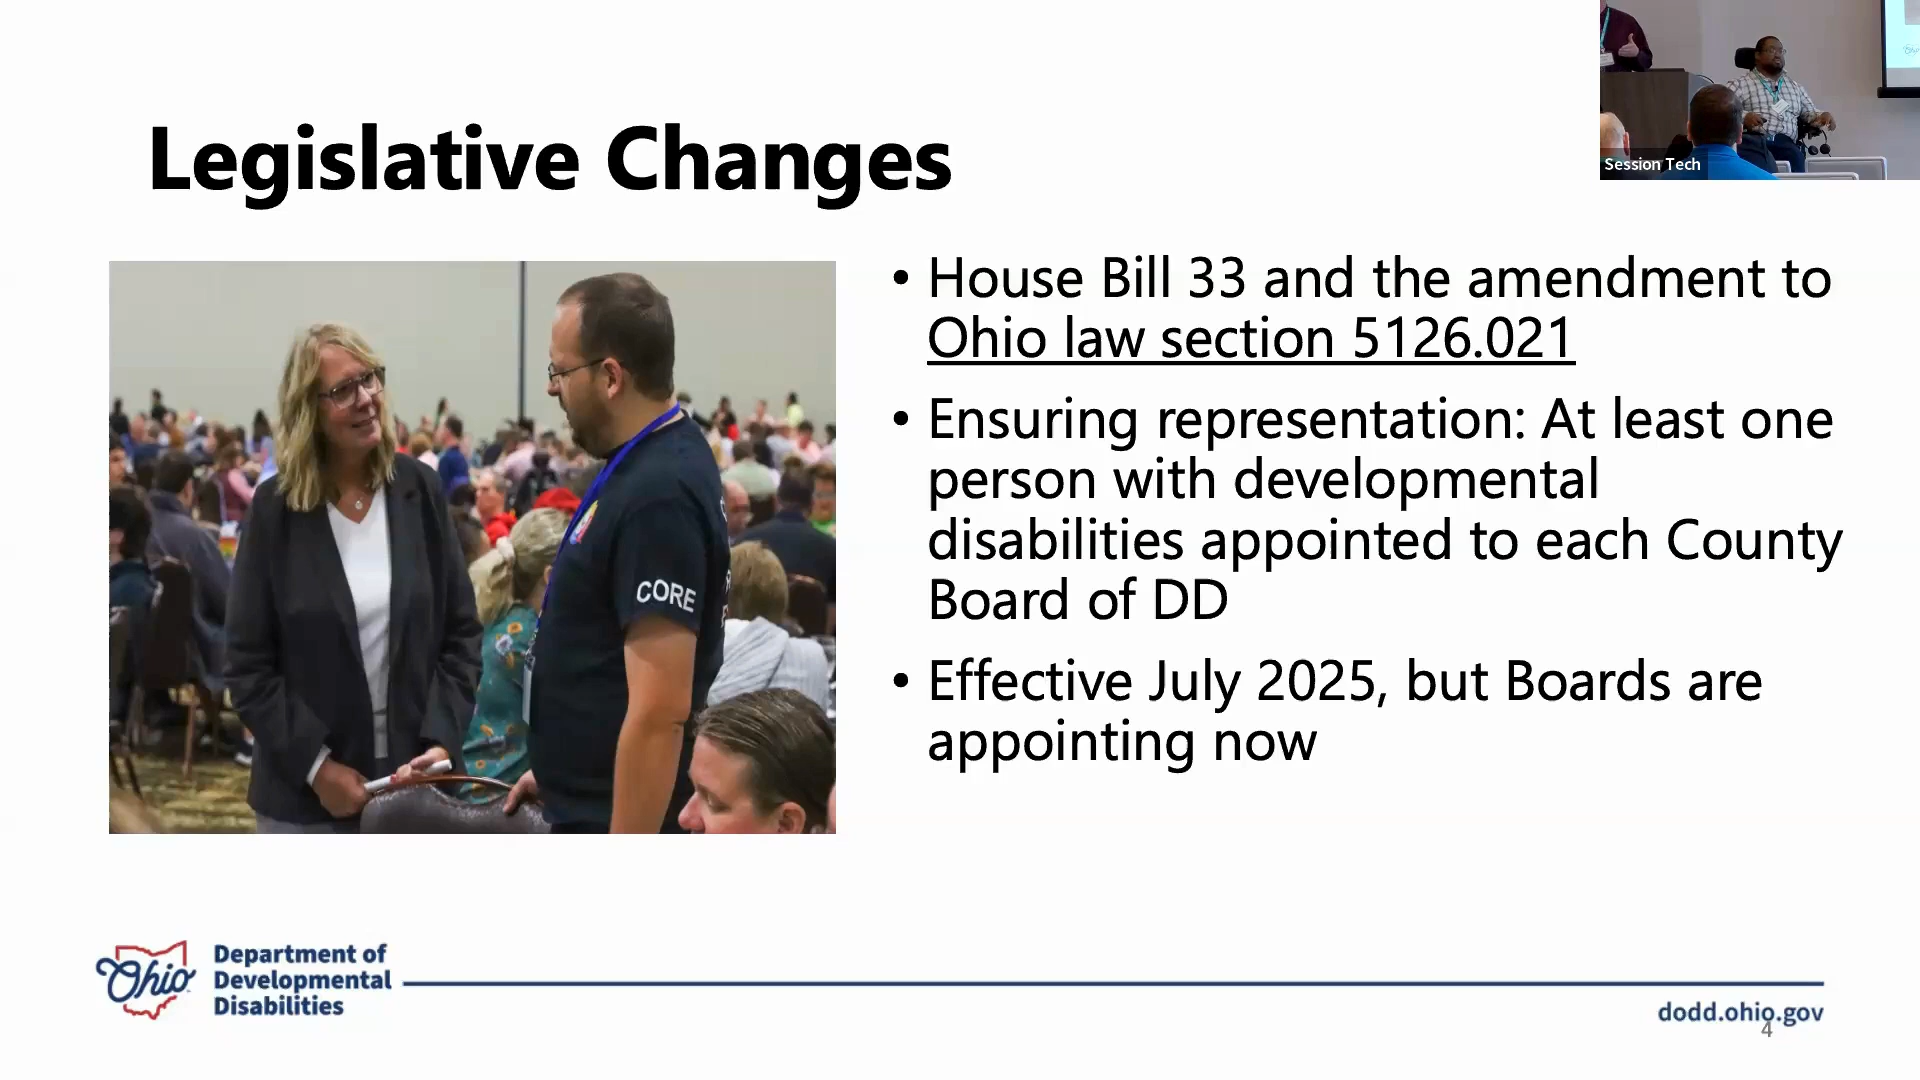 Session Tech
Legislative Changes
• House Bill 33 and the amendment to
Ohio law section 5126.021
• Ensuring representation: At least one
person with developmental
disabilities appointed to each County
Board of DD
• Effective July 2025, but Boards are
appointing now
CORE
Ohio
Department of
Developmental
Disabilities
dodd.ohio.gov
4